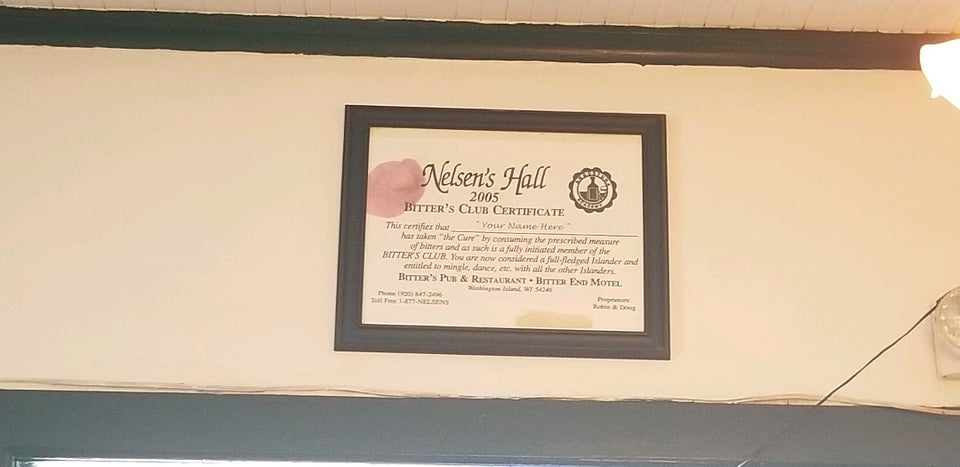 Nelsen's Hall
2005
BITTER'S CLUB CERTIFICATE
This certifies that "Your Name Here"
has taken "the Cure" by consuming the prescribed measure
of bitters and as such is a fully initiated member of the
BITTER'S CLUB. You are now considered a full-fledged Islander and
entitled to mingle, dance, etc. with all the other Islanders.
BITTER'S PUB & RESTAURANT • BITTER END MOTEL
Washington Island, WI 54246
Phone (920) 847-2496
Toll Free 1-877-NELSENS
Proprietors:
Robin & Doug